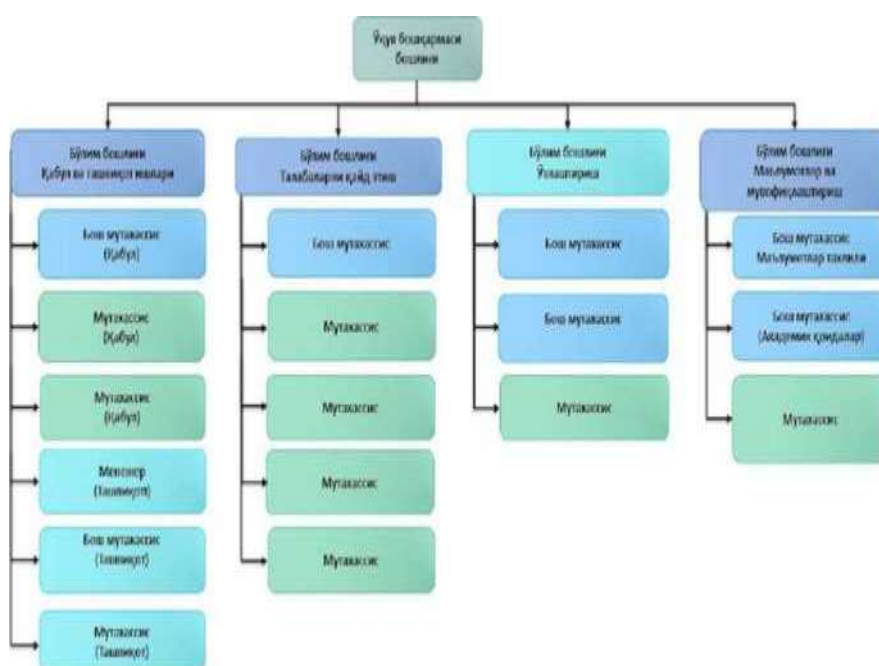 Ўқув бошқармаси
бошлиғи
Бўлим бошлиғи
Қабул ва ташвиқот ишлари
Бош мутахассис
(Қабул)
Мутахассис
(Қабул)
Мутахассис
(Қабул)
Менежер
(Ташвиқот)
Бош мутахассис
(Ташвиқот)
Мутахассис
(Ташвиқот)
Бўлим бошлиғи
Талабаларни қайд этиш
Бош мутахассис
Мутахассис
Мутахассис
Мутахассис
Мутахассис
Бўлим бошлиғи
Бош мутахассис
Бош мутахассис
Мутахассис
Бўлим бошлиғи
Маълумотлар ва
мувофиқлаштириш
Бош мутахассис
Маълумотлар таҳлили
Бош мутахассис
(Академик қоидалар)
Мутахассис